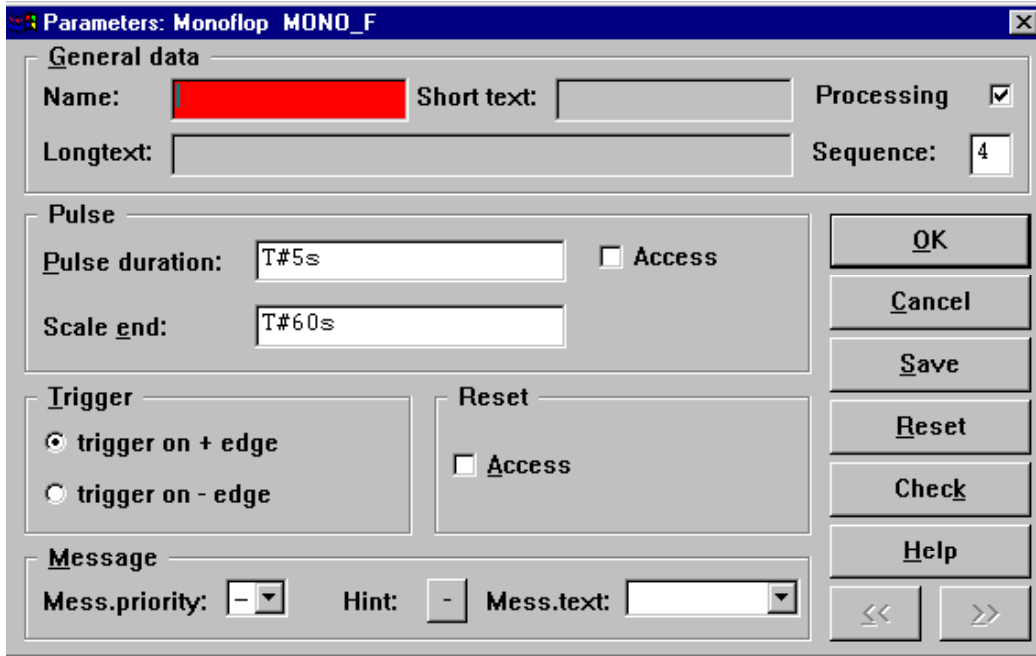 Parameters: Monoflop MONO_F
General data
Name: Short text: Processing
Longtext: Sequence: 4
Pulse
Pulse duration: T#5s Access
Scale end: T#60s
OK
Cancel
Save
Trigger
trigger on + edge
trigger on - edge
Reset
Access
Reset
Check
Help
Message
Mess.priority: - Hint: - Mess.text:
<< >>